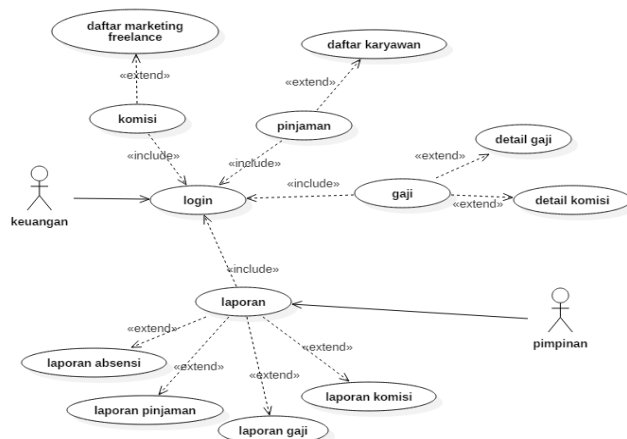 daftar marketing
freelance
daftar karyawan
«extend»
«extend»
komisi
pinjaman
detail gaji
«include»
«include»
«extend»
«include»
gaji
«extend»
detail komisi
keuangan
login
«include»
laporan
pimpinan
«extend»
«extend»
laporan absensi
«extend»
«extend»
laporan komisi
laporan pinjaman
laporan gaji